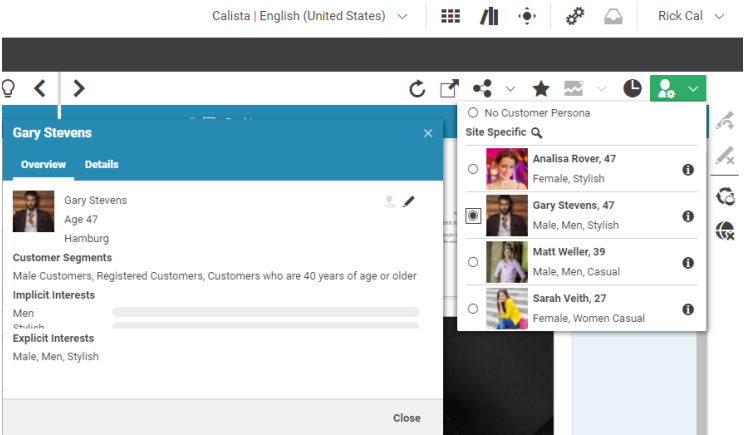 Calista | English (United States)
Rick Cal
No Customer Persona
Site Specific
Analisa Rover, 47
Female, Stylish
Gary Stevens, 47
Male, Men, Stylish
Matt Weller, 39
Male, Men, Casual
Sarah Veith, 27
Female, Women Casual
Gary Stevens
Overview Details
Gary Stevens
Age 47
Hamburg
Customer Segments
Male Customers, Registered Customers, Customers who are 40 years of age or older
Implicit Interests
Men
Stylish
Explicit Interests
Male, Men, Stylish
Close